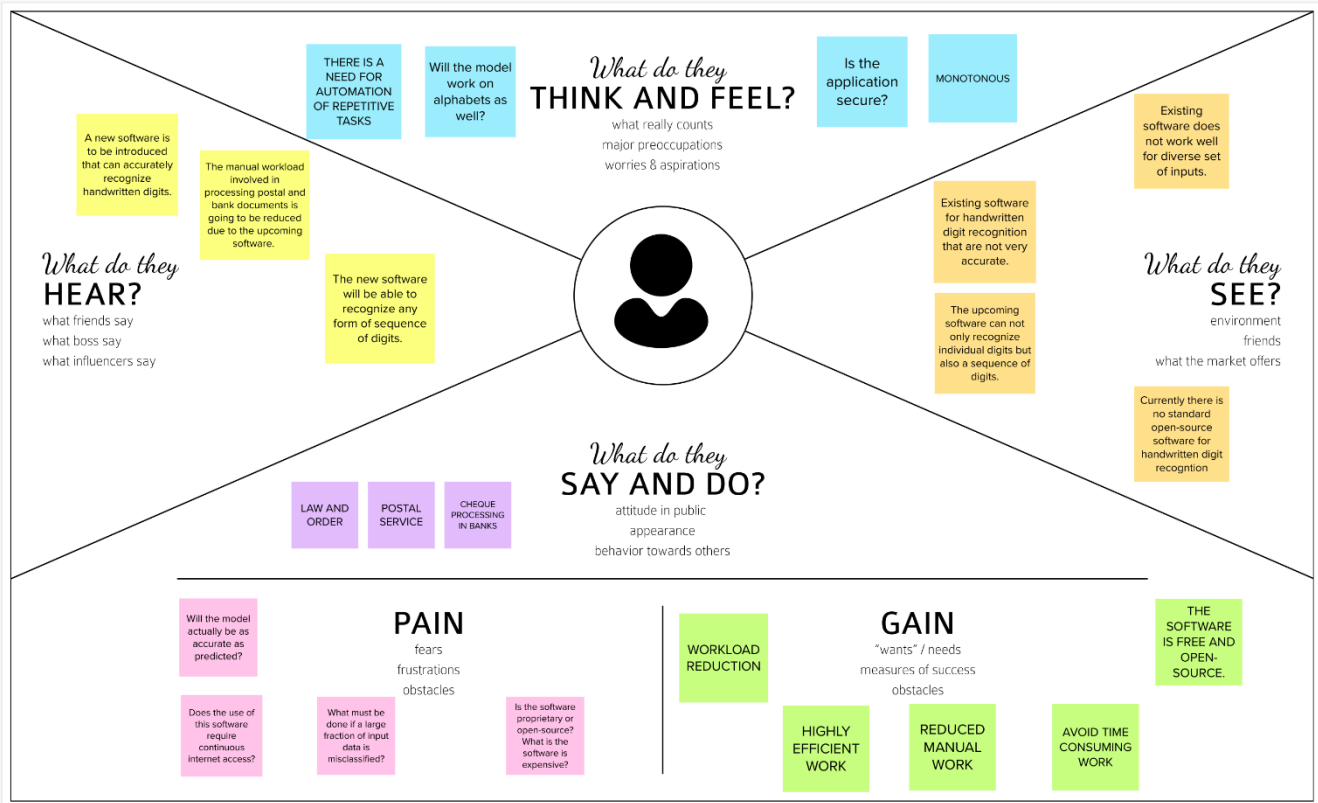 What do they
THINK AND FEEL?
what really counts
major preoccupations
worries & aspirations
THERE IS A
NEED FOR
AUTOMATION
OF REPETITIVE
TASKS
Will the model
work on
alphabets as
well?
Is the
application
secure?
MONOTONOUS
What do they
HEAR?
what friends say
what boss say
what influencers say
A new software is
to be introduced
that can accurately
recognize
handwritten digits.
The manual workload
involved in
processing postal and
bank documents is
going to be reduced
due to the upcoming
software.
The new software
will be able to
recognize any
form of sequence
of digits.
What do they
SEE?
environment
friends
what the market offers
Existing
software does
not work well
for diverse set
of inputs.
Existing software
for handwritten
digit recognition
that are not very
accurate.
The upcoming
software can not
only recognize
individual digits but
also a sequence of
digits.
Currently there is
no standard
open-source
software for
handwritten digit
recogntion
What do they
SAY AND DO?
attitude in public
appearance
behavior towards others
LAW AND
ORDER
POSTAL
SERVICE
CHEQUE
PROCESSING
IN BANKS
PAIN
fears
frustrations
obstacles
Will the model
actually be as
accurate as
predicted?
Does the use of
this software
require
continuous
internet access?
What must be
done if a large
fraction of input
data is
misclassified?
Is the software
proprietary or
open-source?
What is the
software is
expensive?
GAIN
"wants" / needs
measures of success
obstacles
WORKLOAD
REDUCTION
HIGHLY
EFFICIENT
WORK
REDUCED
MANUAL
WORK
AVOID TIME
CONSUMING
WORK
THE
SOFTWARE
IS FREE AND
OPEN-
SOURCE.